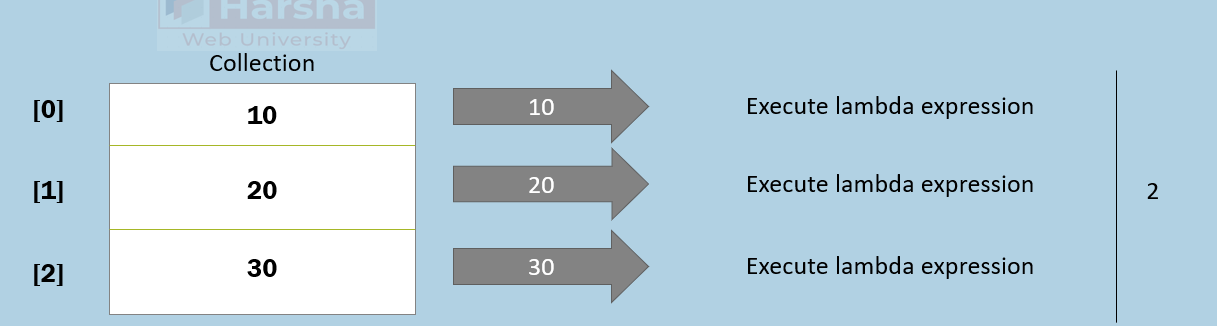 Harsha
Web University
Collection
[0] 10 10 Execute lambda expression
[1] 20 20 Execute lambda expression 2
[2] 30 30 Execute lambda expression